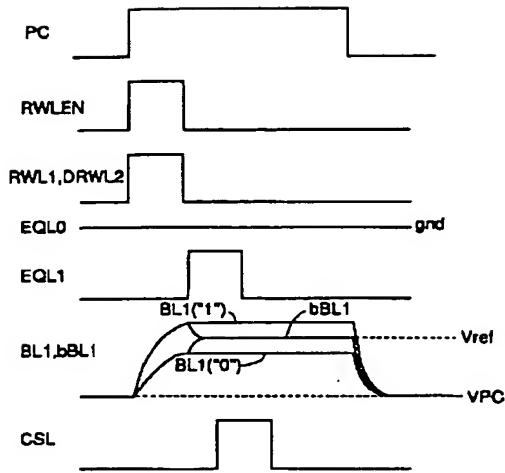 PC
RWLEN
RWL1,DRWL2
EQL0
gnd
EQL1
BL1("1")
bBL1
Vref
BL1,bBL1
BL1("0")
VPC
CSL